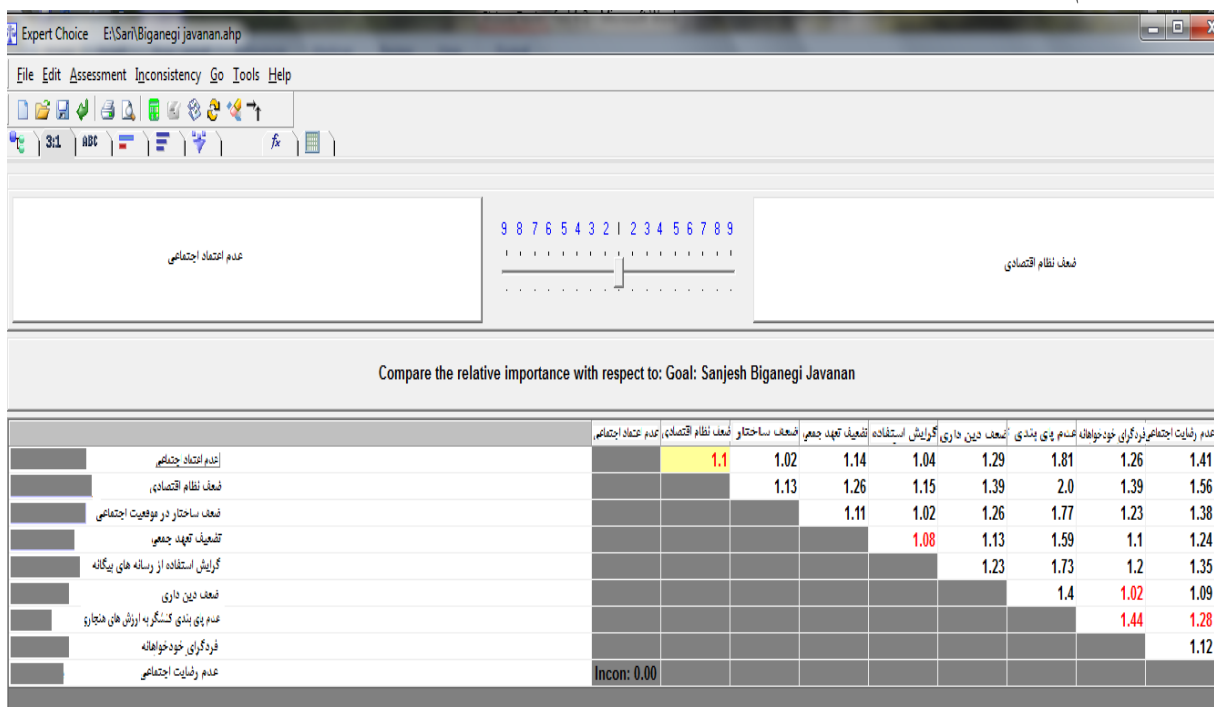 Expert Choice E:\Sari\Biganegi javanan.ahp
File Edit Assessment Inconsistency Go Tools Help
3:1 ABC fx
9 8 7 6 5 4 3 2 1 2 3 4 5 6 7 8 9
عدم اعتماد اجتماعی
ضعف نظام اقتصادی
Compare the relative importance with respect to: Goal: Sanjesh Biganegi Javanan
عدم عتماد اجتماعی ضعف نظام اقتصادی ضعف ساختار تضیف تعهد جمعی گرایش استفاده ضعف دین داری عدم پی بندی فردگرای خودخواهانه عدم رضایت اجتماعی
عدم اعتماد جتماعی 1.1 1.02 1.14 1.04 1.29 1.81 1.26 1.41
ضعف نظام اقتصادی 1.13 1.26 1.15 1.39 2.0 1.39 1.56
ضعف ساختار در موقعیت اجتماعی 1.11 1.02 1.26 1.77 1.23 1.38
تضعیف تعهد جمعی 1.08 1.13 1.59 1.1 1.24
گرایش استفاده از رسانه های بیگانه 1.23 1.73 1.2 1.35
ضعف دین داری 1.4 1.02 1.09
عدم پی بندی کنشگر به ارزش های هنجاری 1.44 1.28
فردگرای خودخواهانه 1.12
عدم رضایت اجتماعی Incon: 0.00